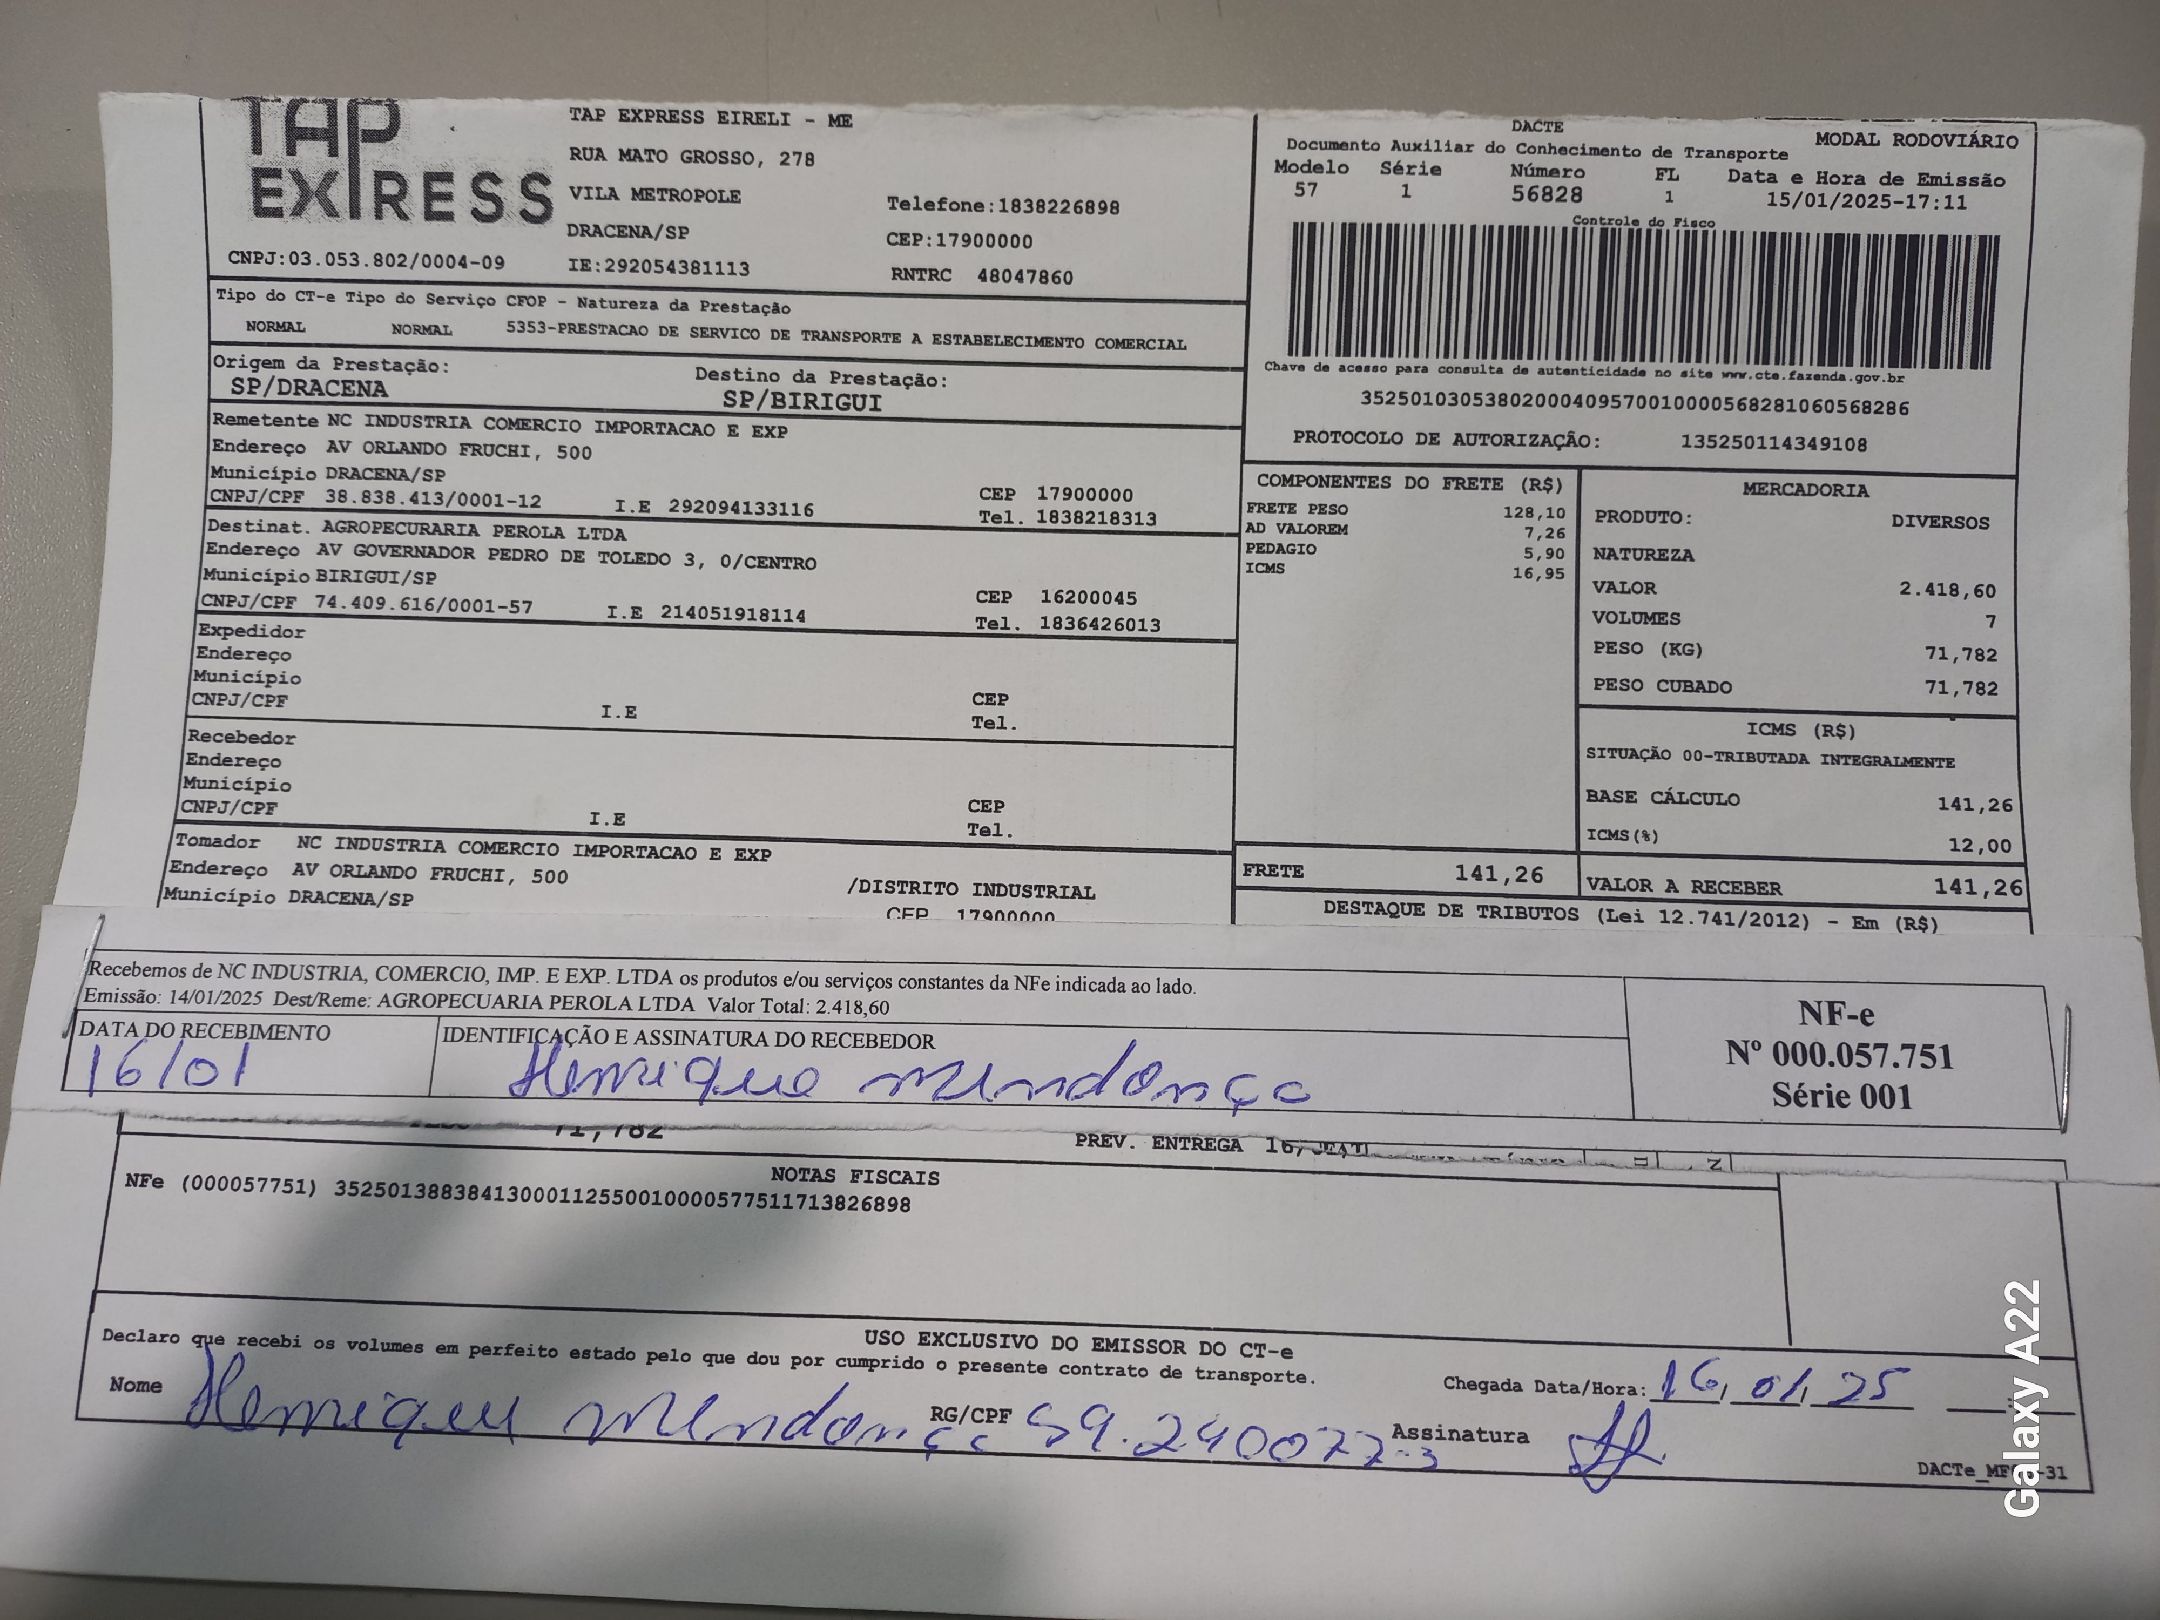 TAP
EXPRESS
TAP EXPRESS EIRELI - ME
RUA MATO GROSSO, 278
VILA METROPOLE
Telefone:1838226898
DRACENA/SP
CEP:17900000
CNPJ:03.053.802/0004-09
IE:292054381113
RNTRC 48047860
DACTE
MODAL RODOVIÁRIO
Documento Auxiliar do Conhecimento de Transporte
Modelo Série Número FL Data e Hora de Emissão
57 1 56828 1 15/01/2025-17:11
Controle do Fisco
Chave de acesso para consulta de autenticidade no site www.cte.fazenda.gov.br
35250103053802000409570010000568281060568286
PROTOCOLO DE AUTORIZAÇÃO: 135250114349108
Tipo do CT-e Tipo do Serviço CFOP - Natureza da Prestação
NORMAL NORMAL 5353-PRESTACAO DE SERVICO DE TRANSPORTE A ESTABELECIMENTO COMERCIAL
Origem da Prestação: Destino da Prestação:
SP/DRACENA SP/BIRIGUI
Remetente NC INDUSTRIA COMERCIO IMPORTACAO E EXP
Endereço AV ORLANDO FRUCHI, 500
Município DRACENA/SP CEP 17900000
CNPJ/CPF 38.838.413/0001-12 I.E 292094133116 Tel. 1838218313
Destinat. AGROPECURARIA PEROLA LTDA
Endereço AV GOVERNADOR PEDRO DE TOLEDO 3, 0/CENTRO
Município BIRIGUI/SP CEP 16200045
CNPJ/CPF 74.409.616/0001-57 I.E 214051918114 Tel. 1836426013
Expedidor
Endereço
Município CEP
CNPJ/CPF I.E Tel.
Recebedor
Endereço
Município CEP
CNPJ/CPF I.E Tel.
Tomador NC INDUSTRIA COMERCIO IMPORTACAO E EXP
Endereço AV ORLANDO FRUCHI, 500 /DISTRITO INDUSTRIAL
Município DRACENA/SP CEP 17900000
COMPONENTES DO FRETE (R$)
FRETE PESO 128,10
AD VALOREM 7,26
PEDAGIO 5,90
ICMS 16,95
FRETE 141,26
MERCADORIA
PRODUTO: DIVERSOS
NATUREZA
VALOR 2.418,60
VOLUMES 7
PESO (KG) 71,782
PESO CUBADO 71,782
ICMS (R$)
SITUAÇÃO 00-TRIBUTADA INTEGRALMENTE
BASE CÁLCULO 141,26
ICMS(%) 12,00
VALOR A RECEBER 141,26
DESTAQUE DE TRIBUTOS (Lei 12.741/2012) - Em (R$)
Recebemos de NC INDUSTRIA, COMERCIO, IMP. E EXP. LTDA os produtos e/ou serviços constantes da NFe indicada ao lado.
Emissão: 14/01/2025 Dest/Reme: AGROPECUARIA PEROLA LTDA Valor Total: 2.418,60
DATA DO RECEBIMENTO IDENTIFICAÇÃO E ASSINATURA DO RECEBEDOR
16/01 Henrique Mendonça
NF-e
Nº 000.057.751
Série 001
71,782 PREV. ENTREGA 16/
NOTAS FISCAIS
NFe (000057751) 35250138838413000112550010000577511713826898
USO EXCLUSIVO DO EMISSOR DO CT-e
Declaro que recebi os volumes em perfeito estado pelo que dou por cumprido o presente contrato de transporte.
Chegada Data/Hora: 16/01/25
Nome Henrique Mendonça RG/CPF 59.240077-3 Assinatura
Galaxy A22